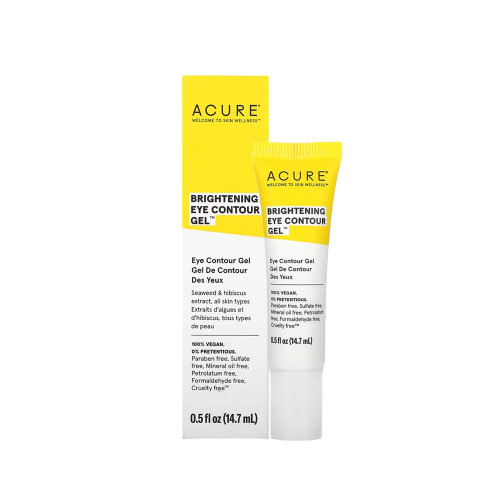 ACURE®
WELCOME TO SKIN WELLNESS™
BRIGHTENING
EYE CONTOUR
GEL™
Eye Contour Gel
Gel De Contour
Des Yeux
Seaweed & hibiscus
extract, all skin types
Extraits d'algues et
d'hibiscus, tous types
de peau
100% VEGAN.
0% PRETENTIOUS.
Paraben free, Sulfate
free, Mineral oil free,
Petrolatum free,
Formaldehyde free,
Cruelty free™
0.5 fl oz (14.7 mL)
ACURE®
WELCOME TO SKIN WELLNESS™
BRIGHTENING
EYE CONTOUR
GEL™
Eye Contour Gel
Gel De Contour
Des Yeux
100% VEGAN.
0% PRETENTIOUS.
Paraben free, Sulfate free,
Mineral oil free, Petrolatum
free, Formaldehyde free,
Cruelty free™
0.5 fl oz (14.7 mL)